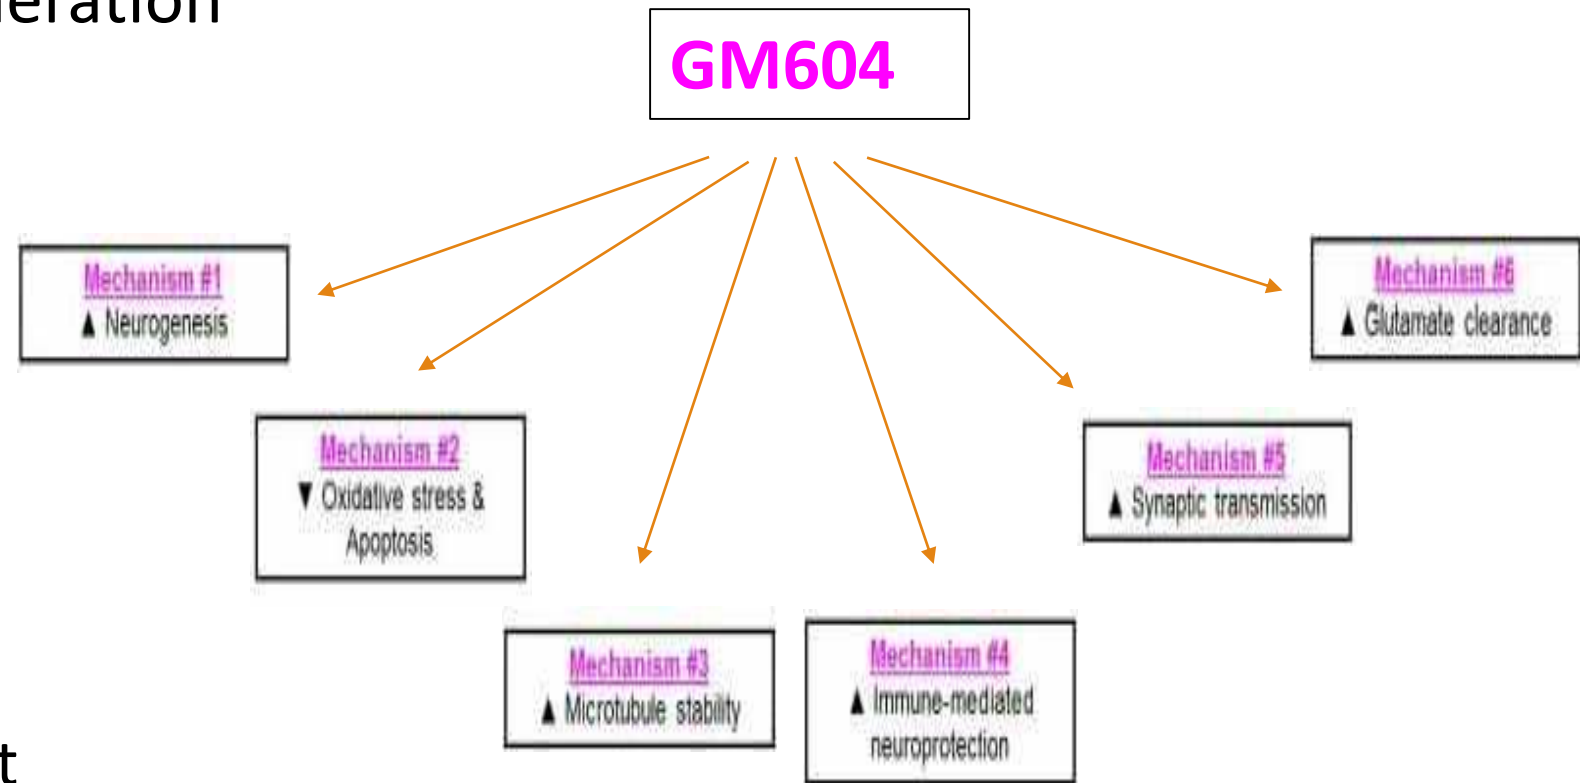 eration
GM604
Mechanism #1
▲ Neurogenesis
Mechanism #2
▼ Oxidative stress &
Apoptosis
Mechanism #3
▲ Microtubule stability
Mechanism #4
▲ Immune-mediated
neuroprotection
Mechanism #5
▲ Synaptic transmission
Mechanism #6
▲ Glutamate clearance
t